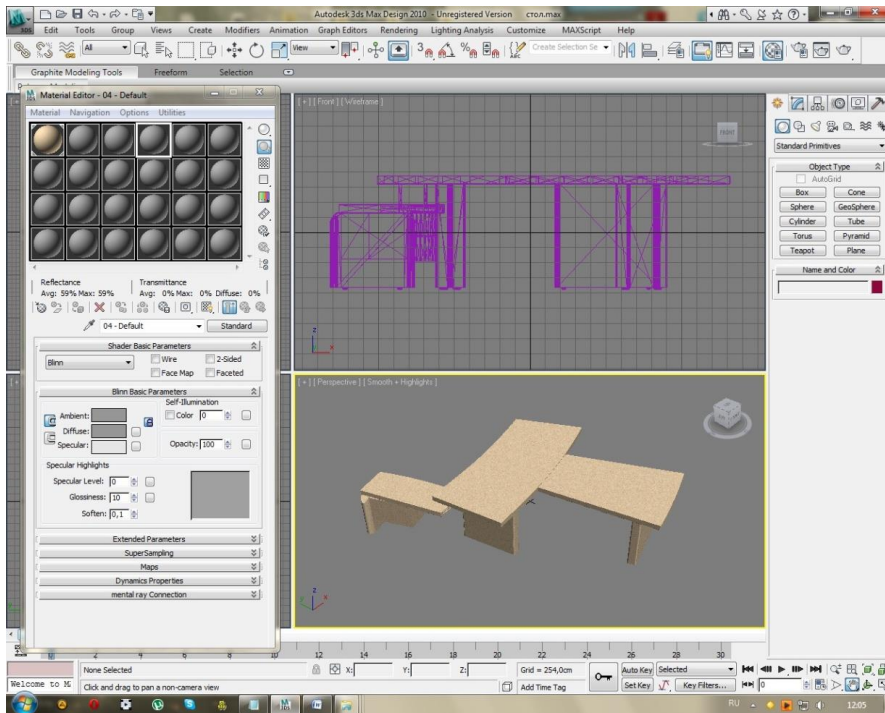 Autodesk 3ds Max Design 2010 - Unregistered Version стол.max
Edit Tools Group Views Create Modifiers Animation Graph Editors Rendering Lighting Analysis Customize MAXScript Help
All View Create Selection Se
Graphite Modeling Tools Freeform Selection
Material Editor - 04 - Default
Material Navigation Options Utilities
Reflectance Transmittance
Avg: 59% Max: 59% Avg: 0% Max: 0% Diffuse: 0%
04 - Default Standard
Shader Basic Parameters
Blinn Wire 2-Sided
Face Map Faceted
Blinn Basic Parameters
Self-Illumination
Ambient: Color 0
Diffuse:
Specular: Opacity: 100
Specular Highlights
Specular Level: 0
Glossiness: 10
Soften: 0,1
Extended Parameters
SuperSampling
Maps
Dynamics Properties
mental ray Connection
[ + ] [ Front ] [ Wireframe ]
FRONT
z
x
[ + ] [ Perspective ] [ Smooth + Highlights ]
z
x
Standard Primitives
Object Type
AutoGrid
Box Cone
Sphere GeoSphere
Cylinder Tube
Torus Pyramid
Teapot Plane
Name and Color
2 4 6 8 10 12 14 16 18 20 22 24 26 28 30
None Selected X: Y: Z: Grid = 254,0cm Auto Key Selected
Welcome to M Click and drag to pan a non-camera view Add Time Tag Set Key Key Filters... 0
RU 12:05